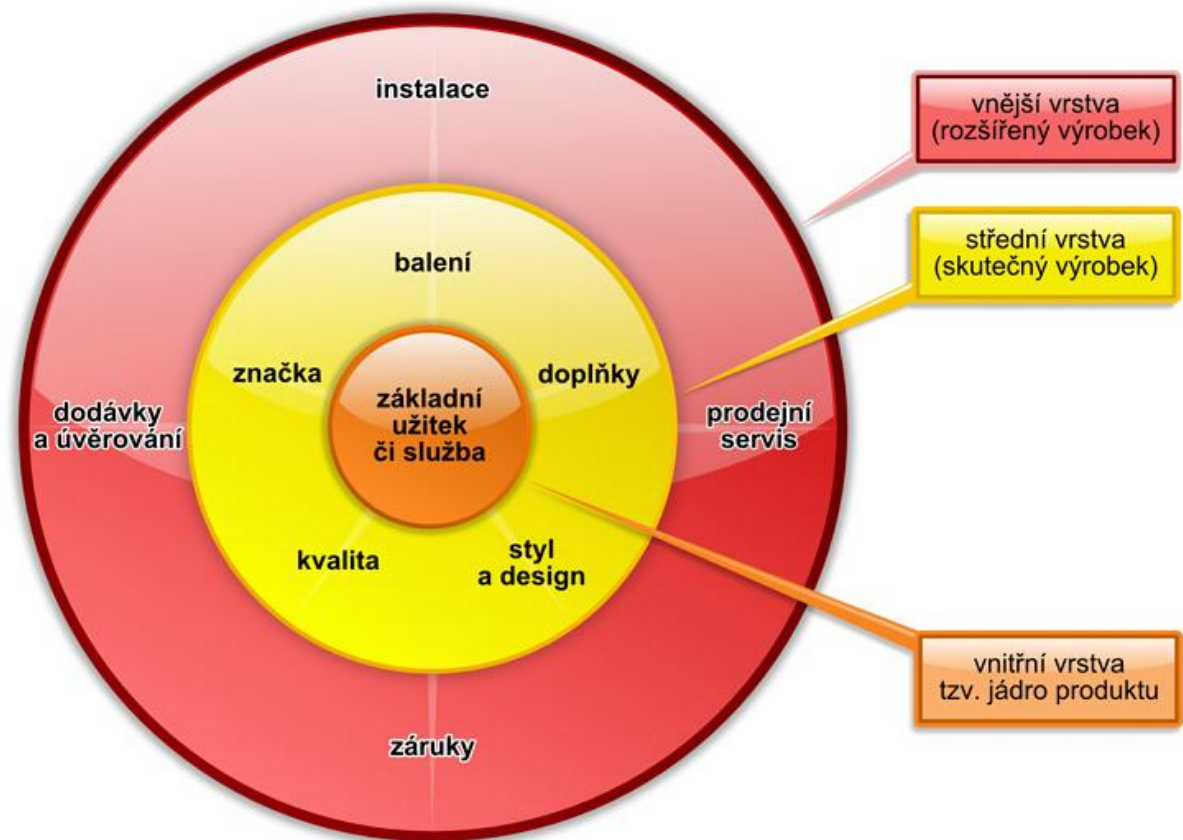 instalace
vnější vrstva
(rozšířený výrobek)
střední vrstva
(skutečný výrobek)
balení
značka
doplňky
základní
užitek
či služba
dodávky
a úvěrování
prodejní
servis
kvalita
styl
a design
vnitřní vrstva
tzv. jádro produktu
záruky